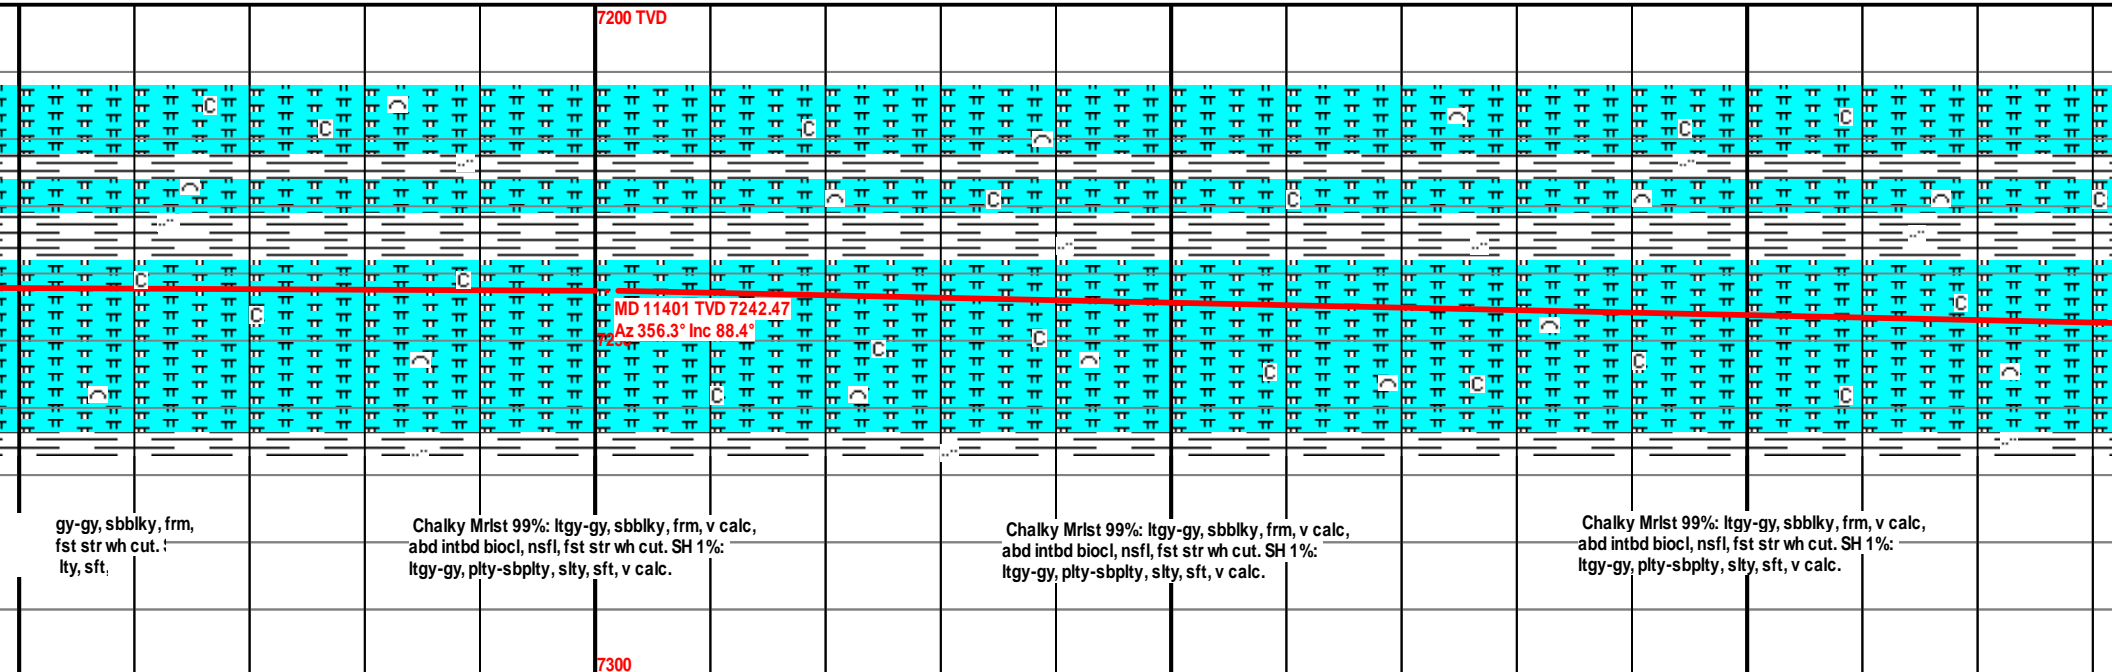 7200 TVD
MD 11401 TVD 7242.47
Az 356.3° Inc 88.4°
gy-gy, sbblky, frm,
fst str wh cut.
lty, sft,
Chalky Mrlst 99%: ltgy-gy, sbblky, frm, v calc,
abd intbd biocl, nsfl, fst str wh cut. SH 1%:
ltgy-gy, plty-sbplty, slty, sft, v calc.
Chalky Mrlst 99%: ltgy-gy, sbblky, frm, v calc,
abd intbd biocl, nsfl, fst str wh cut. SH 1%:
ltgy-gy, plty-sbplty, slty, sft, v calc.
Chalky Mrlst 99%: ltgy-gy, sbblky, frm, v calc,
abd intbd biocl, nsfl, fst str wh cut. SH 1%:
ltgy-gy, plty-sbplty, slty, sft, v calc.
7300